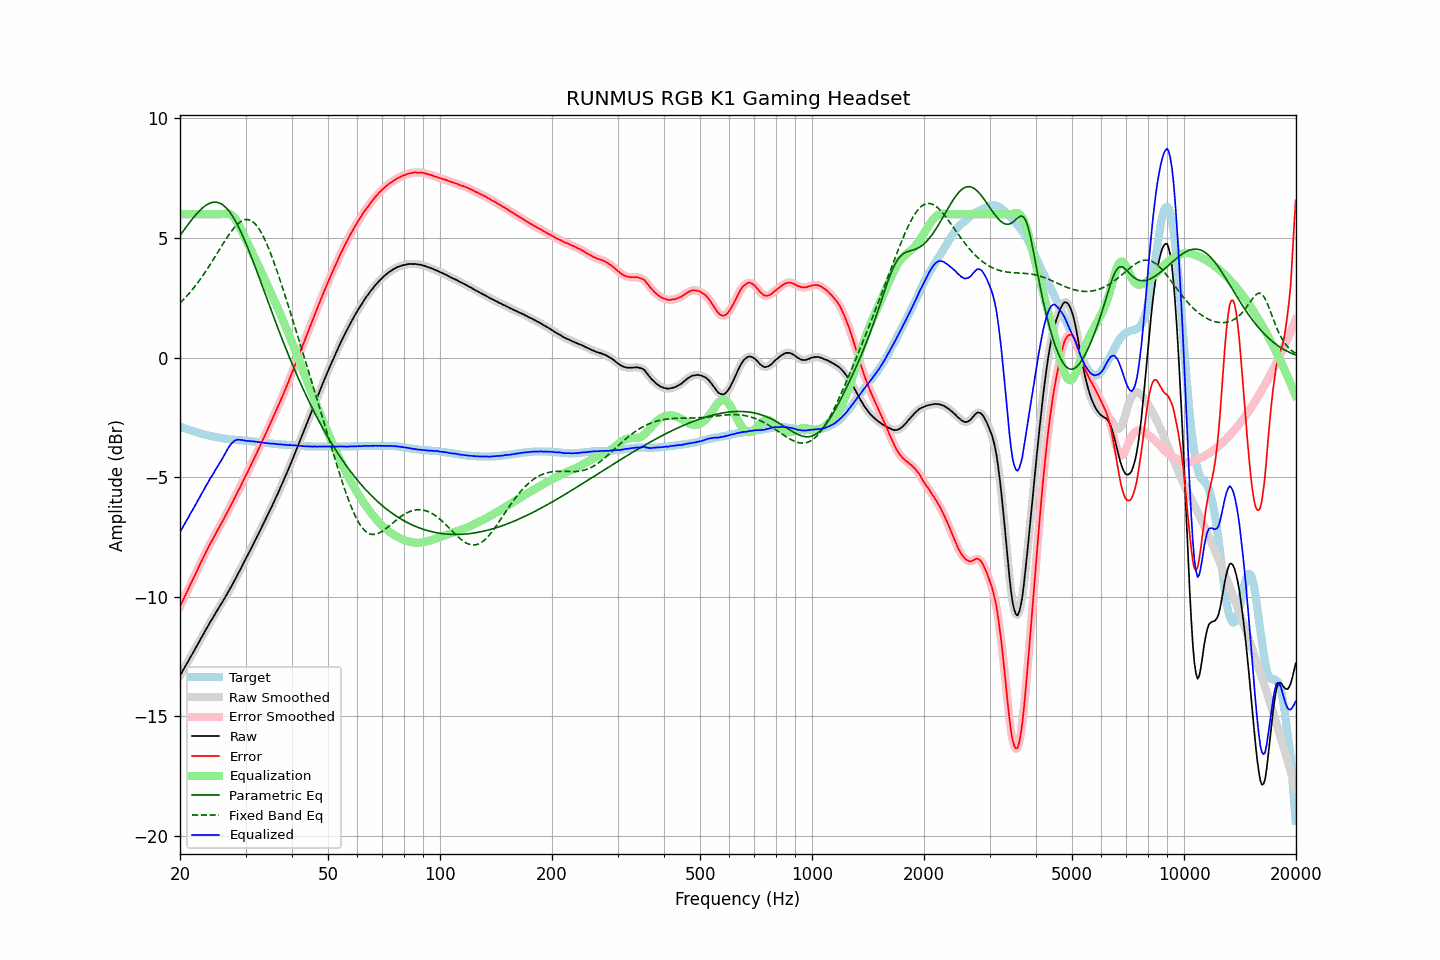 RUNMUS RGB K1 Gaming Headset
10
5
0
−5
−10
−15
−20
Amplitude (dBr)
Target
Raw Smoothed
Error Smoothed
Raw
Error
Equalization
Parametric Eq
Fixed Band Eq
Equalized
20 50 100 200 500 1000 2000 5000 10000 20000
Frequency (Hz)